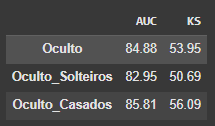 AUC KS
Oculto 84.88 53.95
Oculto_Solteiros 82.95 50.69
Oculto_Casados 85.81 56.09